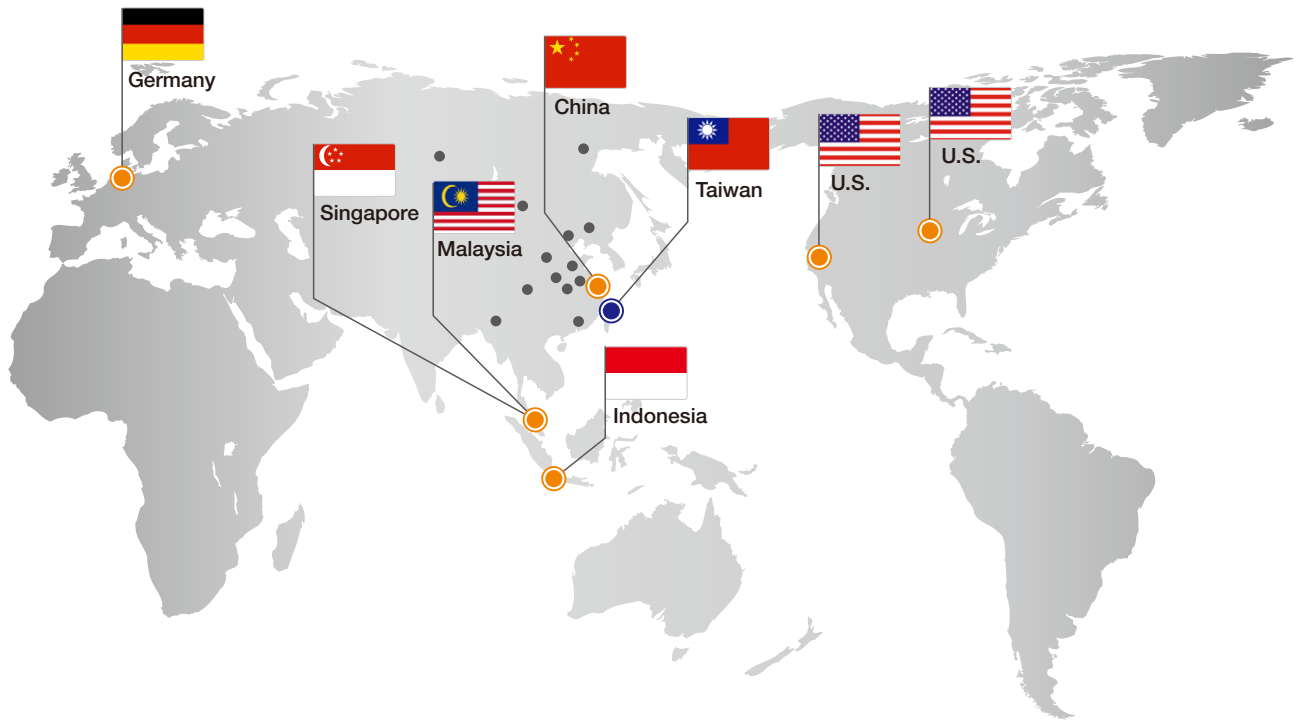 Germany
China
U.S.
U.S.
Taiwan
Singapore
Malaysia
Indonesia